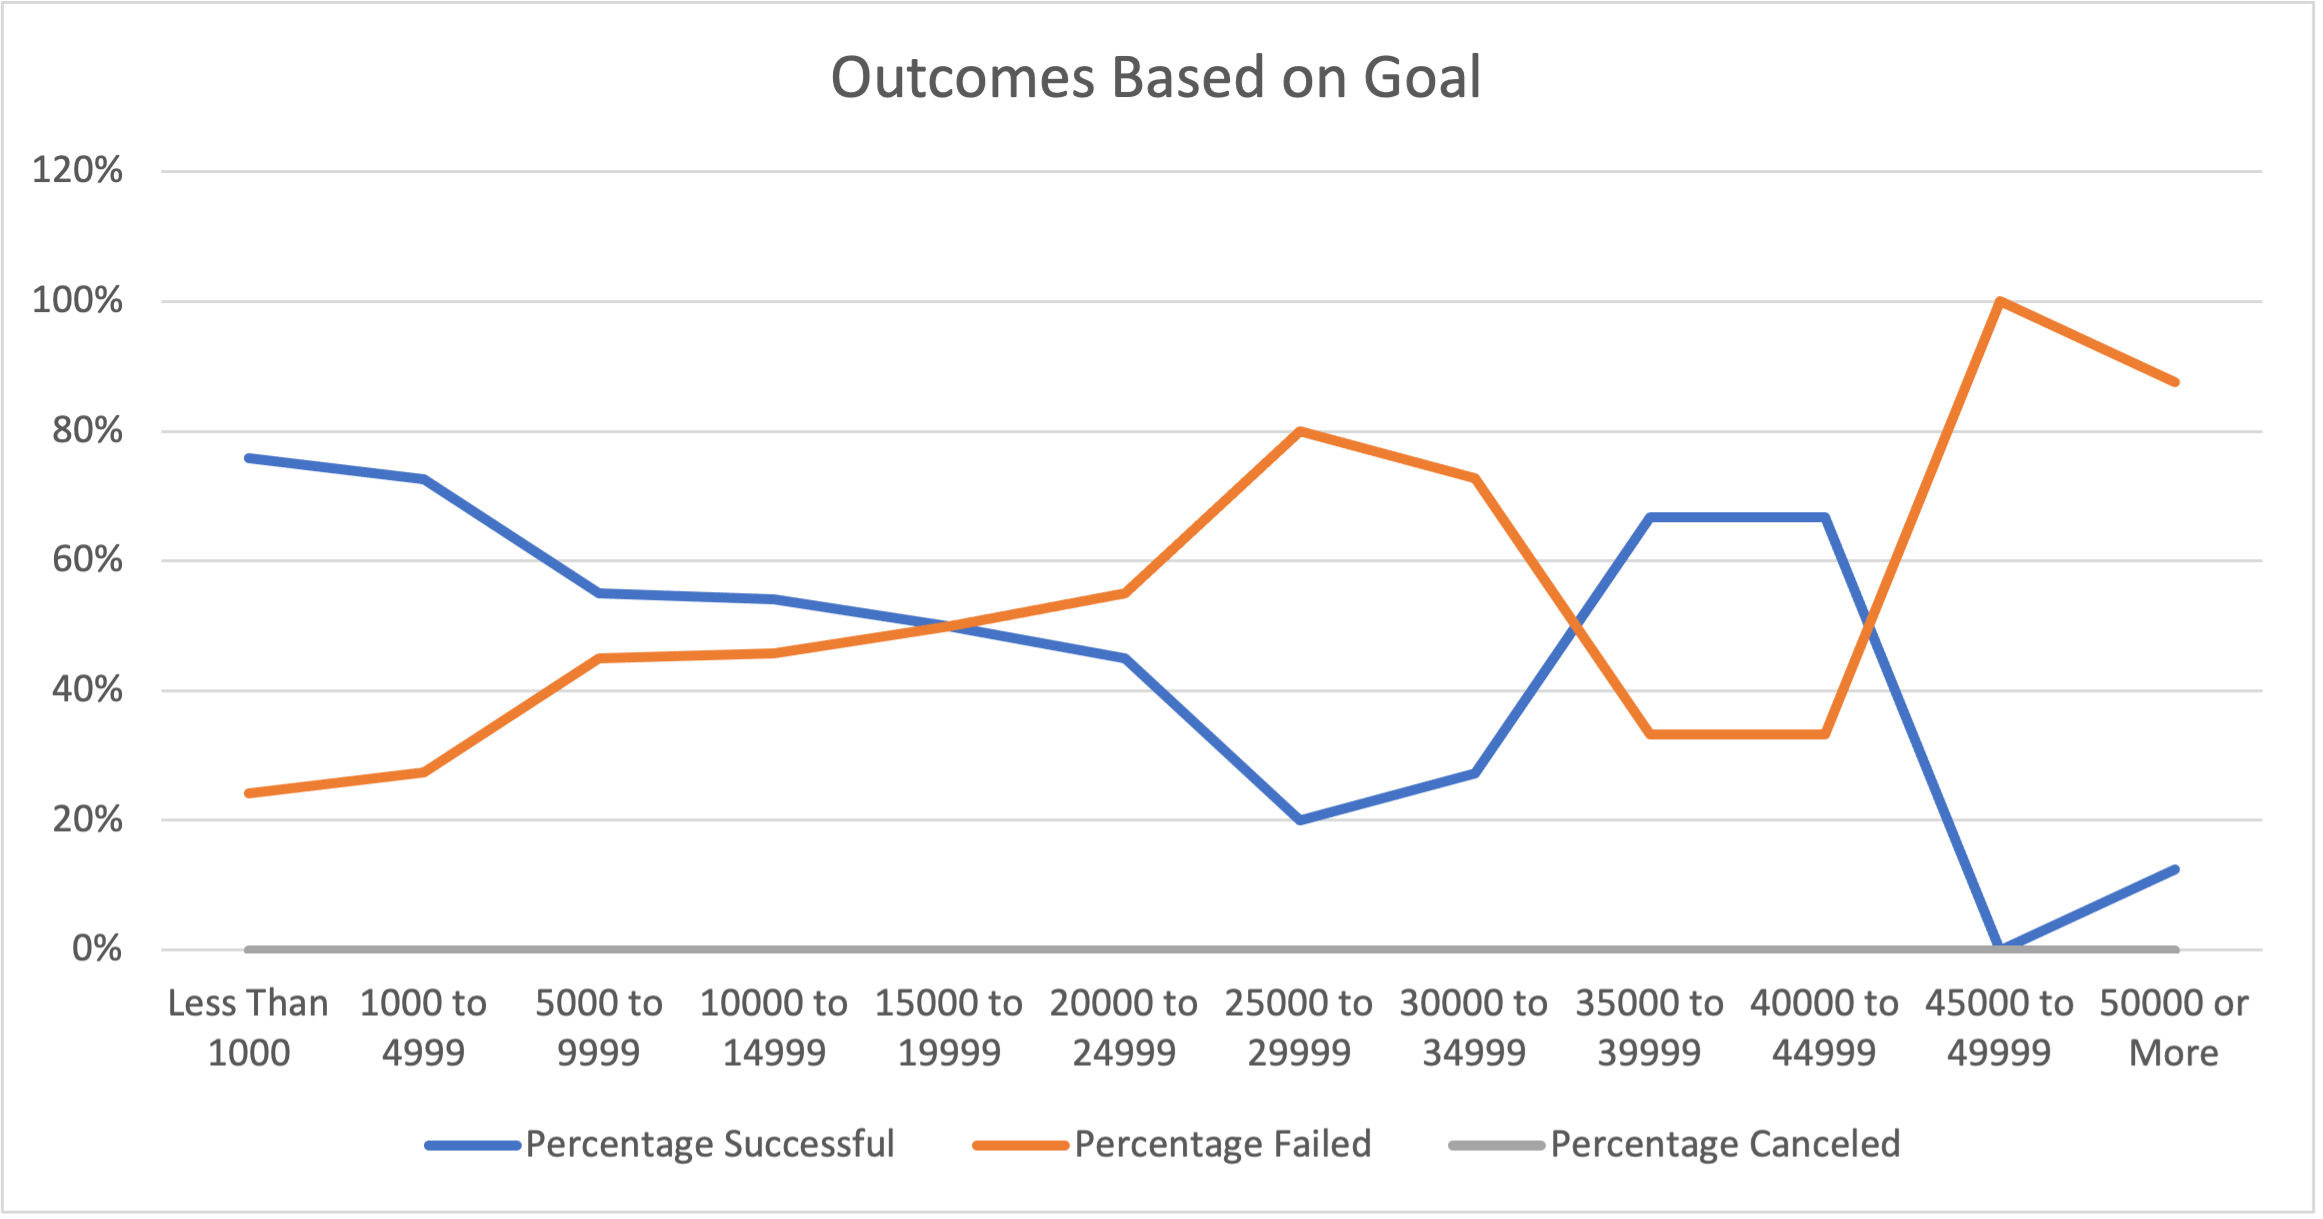 Outcomes Based on Goal
120%
100%
80%
60%
40%
20%
0%
Less Than 1000
1000 to 4999
5000 to 9999
10000 to 14999
15000 to 19999
20000 to 24999
25000 to 29999
30000 to 34999
35000 to 39999
40000 to 44999
45000 to 49999
50000 or More
Percentage Successful
Percentage Failed
Percentage Canceled